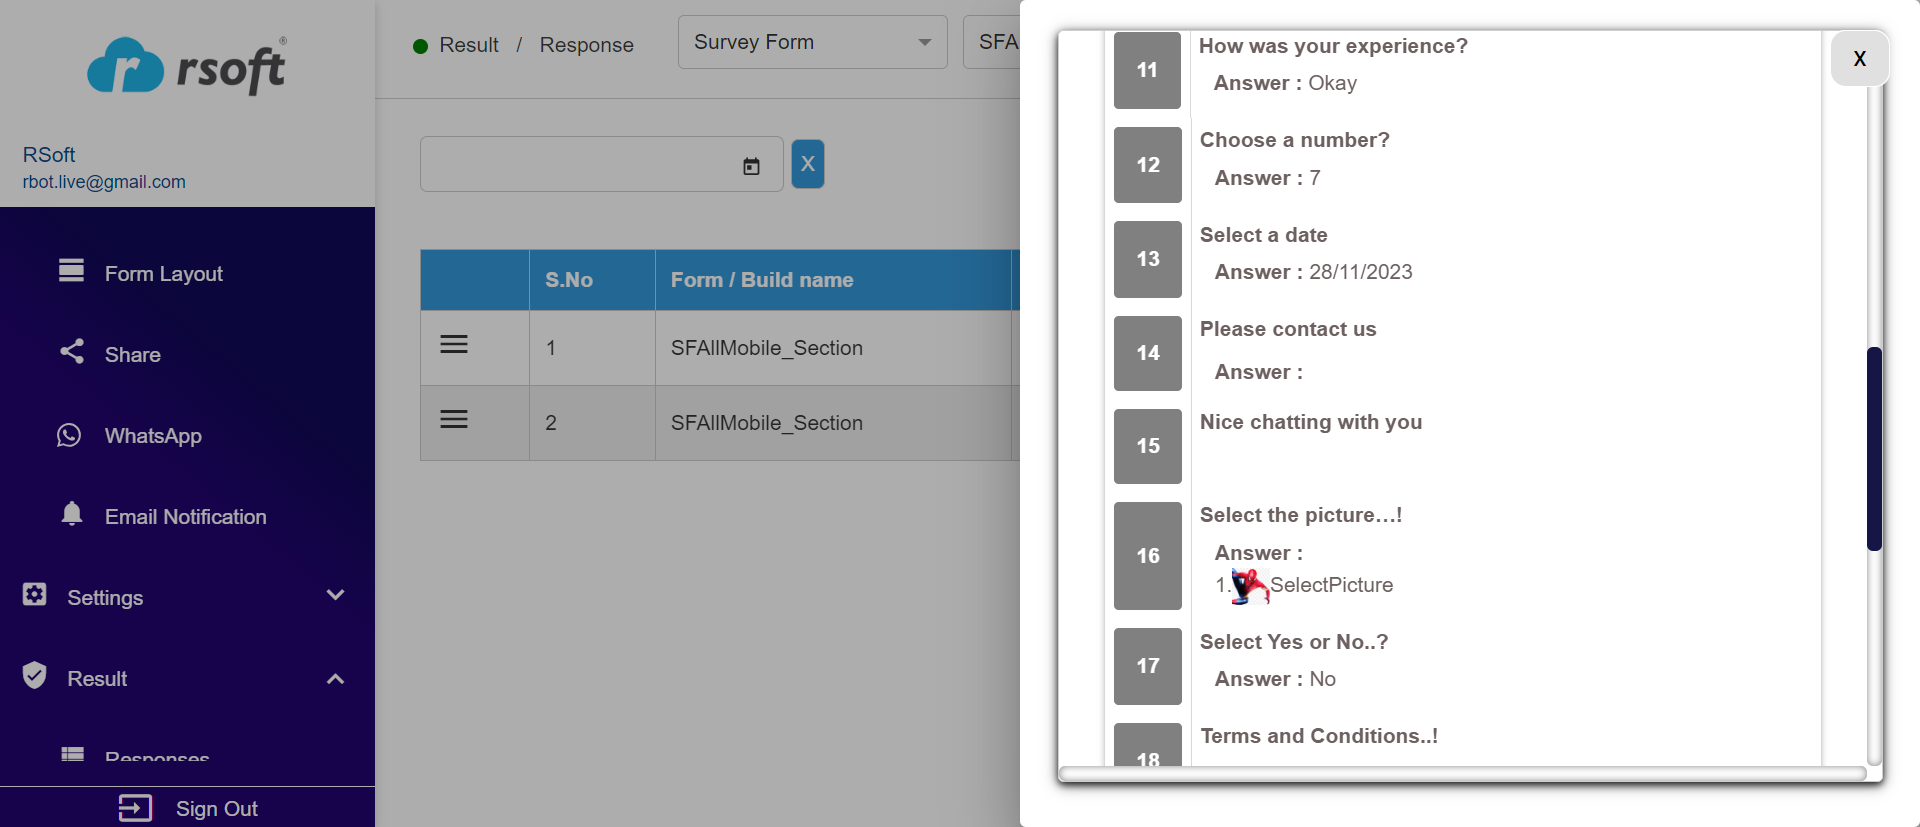 rsoft
®
RSoft
rbot.live@gmail.com
Form Layout
Share
WhatsApp
Email Notification
Settings
Result
Responses
Sign Out
Result / Response
Survey Form
SFA
X
S.No
Form / Build name
1
SFAllMobile_Section
2
SFAllMobile_Section
X
11
How was your experience?
Answer : Okay
12
Choose a number?
Answer : 7
13
Select a date
Answer : 28/11/2023
14
Please contact us
Answer :
15
Nice chatting with you
16
Select the picture...!
Answer :
1. SelectPicture
17
Select Yes or No..?
Answer : No
18
Terms and Conditions..!